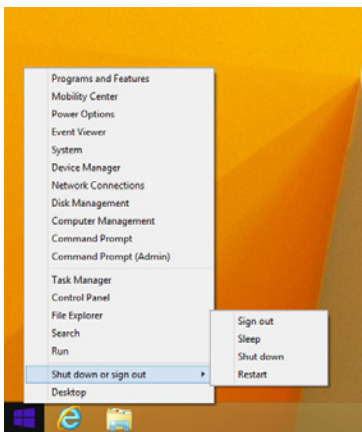 Programs and Features
Mobility Center
Power Options
Event Viewer
System
Device Manager
Network Connections
Disk Management
Computer Management
Command Prompt
Command Prompt (Admin)
Task Manager
Control Panel
File Explorer
Search
Run
Shut down or sign out
Desktop
Sign out
Sleep
Shut down
Restart